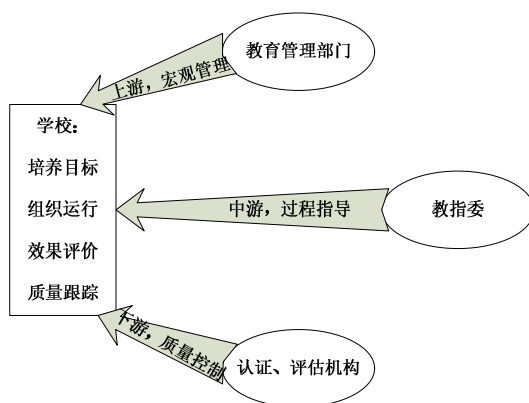 教育管理部门
上游，宏观管理
学校：
培养目标
组织运行
效果评价
质量跟踪
中游，过程指导
教指委
下游，质量控制
认证、评估机构